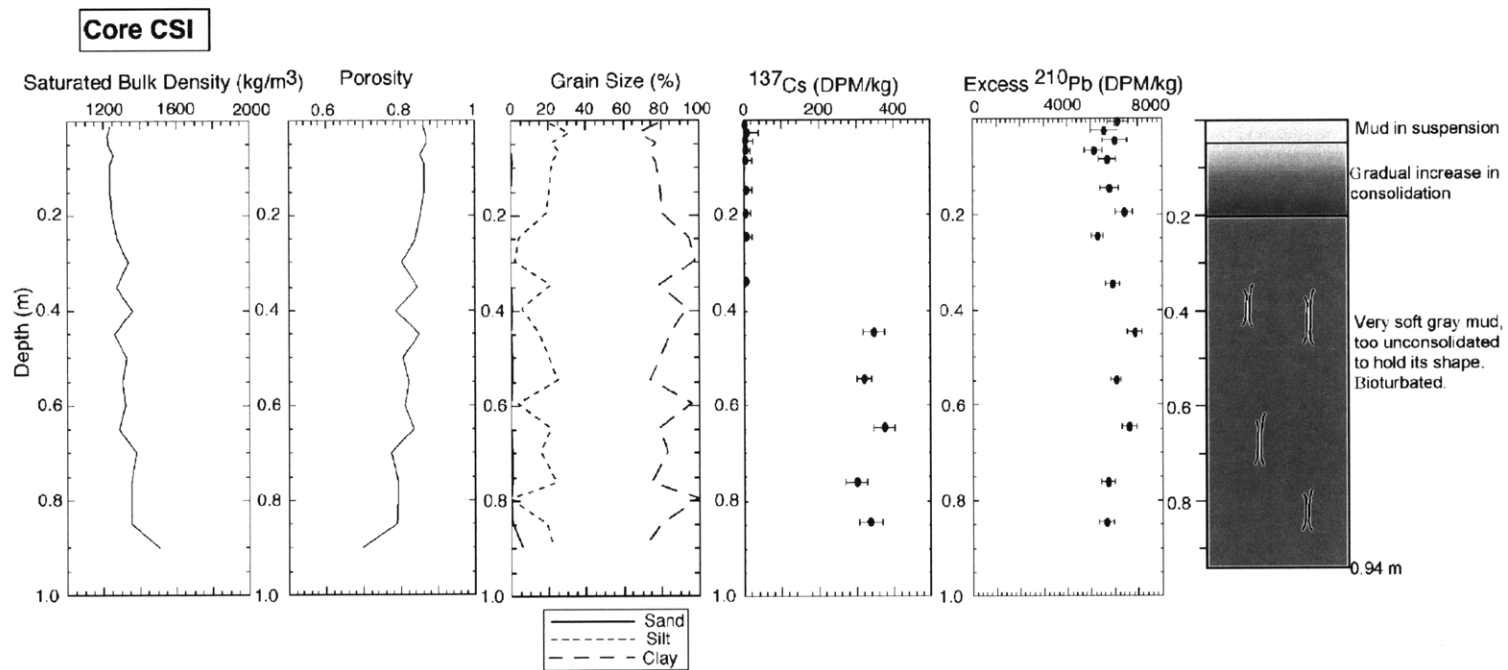 Core CSI
Saturated Bulk Density (kg/m3)
1200 1600 2000
Porosity
0.6 0.8 1
Grain Size (%)
0 20 40 60 80 100
137Cs (DPM/kg)
0 200 400
Excess 210Pb (DPM/kg)
0 4000 8000
Depth (m)
0.2
0.4
0.6
0.8
1.0
0.2
0.4
0.6
0.8
1.0
0.2
0.4
0.6
0.8
1.0
0.2
0.4
0.6
0.8
1.0
0.2
0.4
0.6
0.8
1.0
0.2
0.4
0.6
0.8
Mud in suspension
Gradual increase in
consolidation
Very soft gray mud,
too unconsolidated
to hold its shape.
Bioturbated.
0.94 m
Sand
Silt
Clay